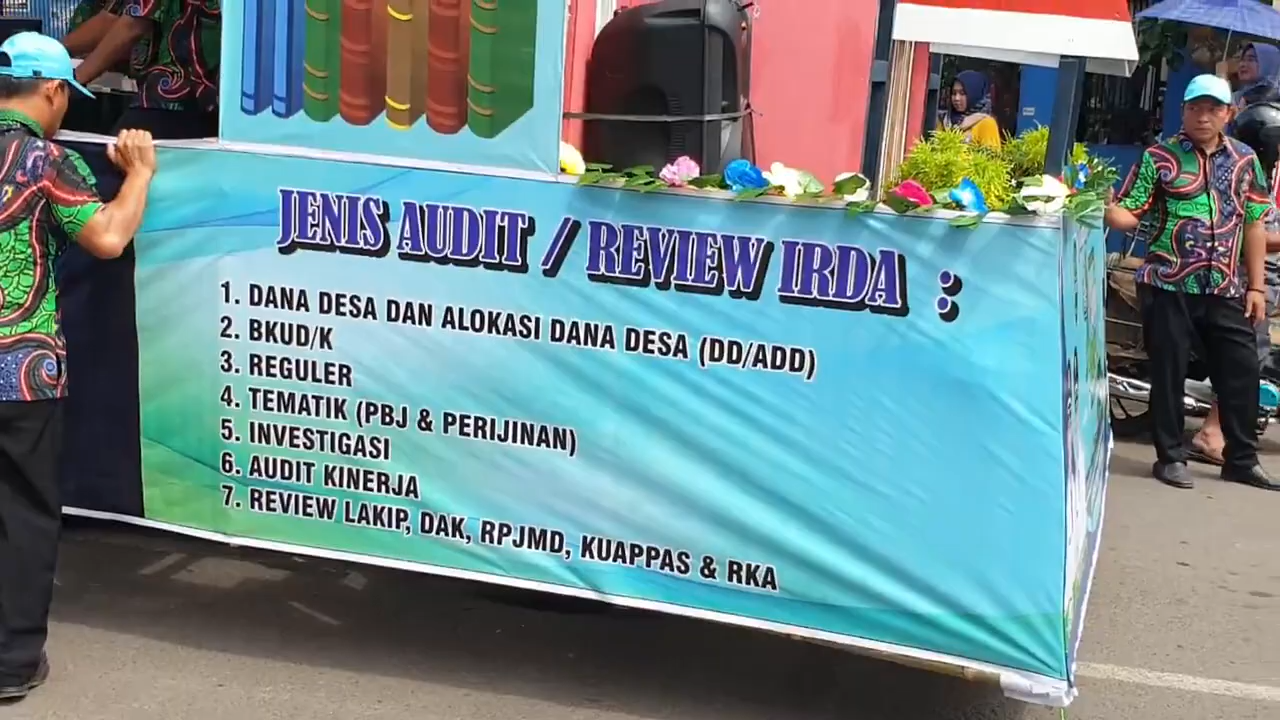 JENIS AUDIT / REVIEW IRDA :
1. DANA DESA DAN ALOKASI DANA DESA (DD/ADD)
2. BKUD/K
3. REGULER
4. TEMATIK (PBJ & PERIJINAN)
5. INVESTIGASI
6. AUDIT KINERJA
7. REVIEW LAKIP, DAK, RPJMD, KUAPPAS & RKA